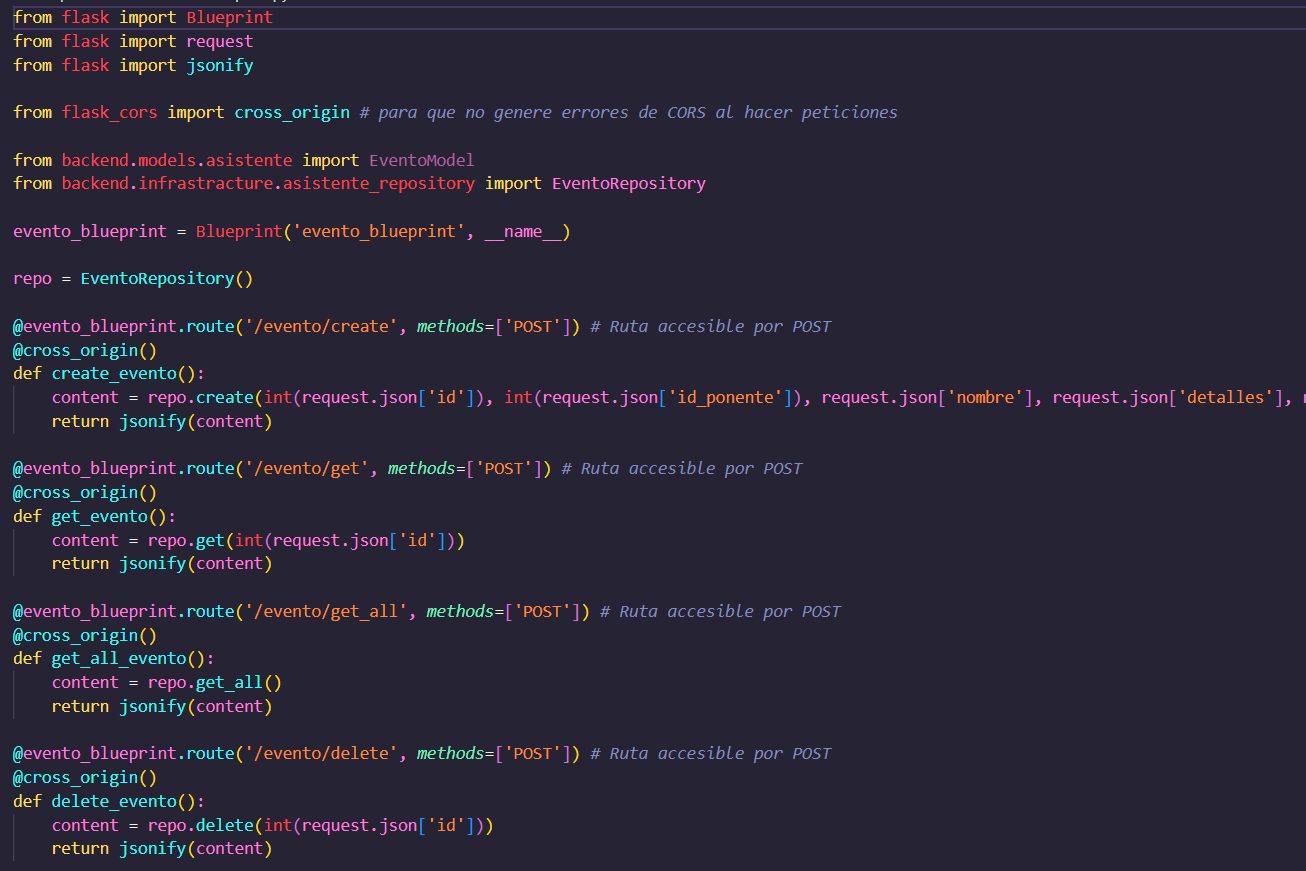 from flask import Blueprint
from flask import request
from flask import jsonify
from flask_cors import cross_origin # para que no genere errores de CORS al hacer peticiones
from backend.models.asistente import EventoModel
from backend.infrastracture.asistente_repository import EventoRepository
evento_blueprint = Blueprint('evento_blueprint', __name__)
repo = EventoRepository()
@evento_blueprint.route('/evento/create', methods=['POST']) # Ruta accesible por POST
@cross_origin()
def create_evento():
    content = repo.create(int(request.json['id']), int(request.json['id_ponente']), request.json['nombre'], request.json['detalles'],
    return jsonify(content)
@evento_blueprint.route('/evento/get', methods=['POST']) # Ruta accesible por POST
@cross_origin()
def get_evento():
    content = repo.get(int(request.json['id']))
    return jsonify(content)
@evento_blueprint.route('/evento/get_all', methods=['POST']) # Ruta accesible por POST
@cross_origin()
def get_all_evento():
    content = repo.get_all()
    return jsonify(content)
@evento_blueprint.route('/evento/delete', methods=['POST']) # Ruta accesible por POST
@cross_origin()
def delete_evento():
    content = repo.delete(int(request.json['id']))
    return jsonify(content)